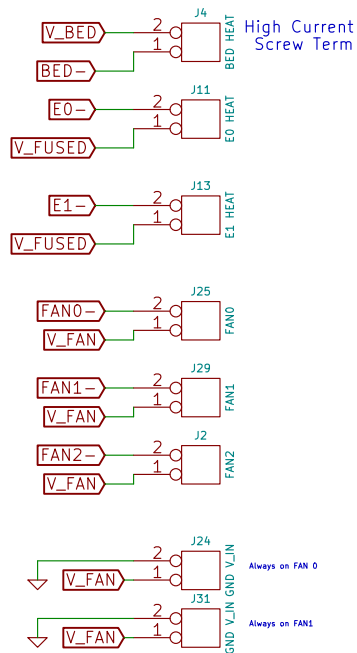 J4
High Current
Screw Term
V_BED 2
1
BED-
BED HEAT
J11
E0- 2
1
V_FUSED
E0 HEAT
J13
E1- 2
1
V_FUSED
E1 HEAT
J25
FAN0- 2
1
V_FAN
FAN0
J29
FAN1- 2
1
V_FAN
FAN1
J2
FAN2- 2
1
V_FAN
FAN2
J24
2
V_FAN 1
GND V_IN
Always on FAN 0
J31
2
V_FAN 1
GND V_IN
Always on FAN1